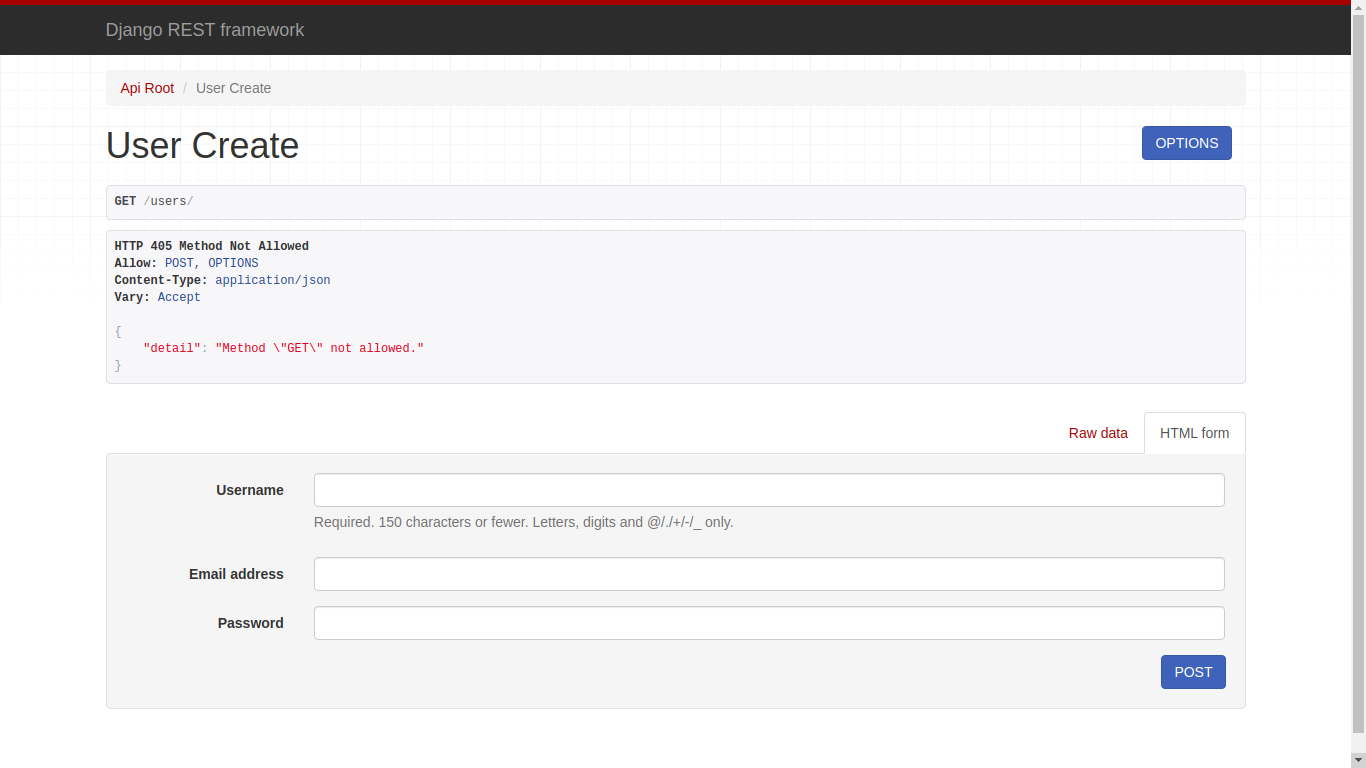 Django REST framework
Api Root / User Create
User Create
OPTIONS
GET /users/
HTTP 405 Method Not Allowed
Allow: POST, OPTIONS
Content-Type: application/json
Vary: Accept
{
    "detail": "Method \"GET\" not allowed."
}
Raw data
HTML form
Username
Required. 150 characters or fewer. Letters, digits and @/./+/-/_ only.
Email address
Password
POST